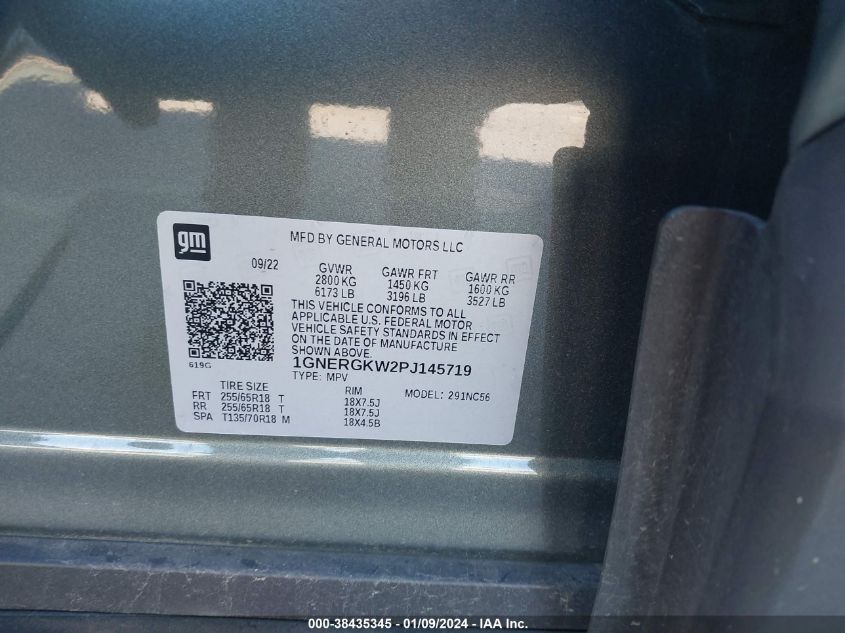 gm
MFD BY GENERAL MOTORS LLC
09/22
GVWR GAWR FRT GAWR RR
2800 KG 1450 KG 1600 KG
6173 LB 3196 LB 3527 LB
THIS VEHICLE CONFORMS TO ALL
APPLICABLE U.S. FEDERAL MOTOR
VEHICLE SAFETY STANDARDS IN EFFECT
ON THE DATE OF MANUFACTURE
SHOWN ABOVE.
619G
1GNERGKW2PJ145719
TYPE: MPV MODEL: 291NC56
TIRE SIZE RIM
FRT 255/65R18 T 18X7.5J
RR 255/65R18 T 18X7.5J
SPA T135/70R18 M 18X4.5B
000-38435345 - 01/09/2024 - IAA Inc.